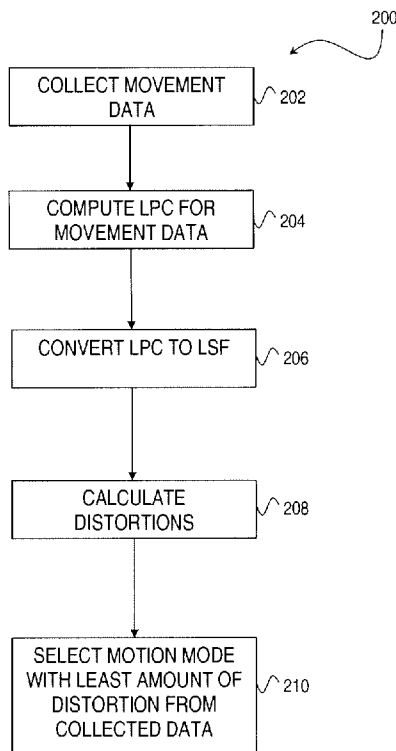 200
COLLECT MOVEMENT
DATA
202
COMPUTE LPC FOR
MOVEMENT DATA
204
CONVERT LPC TO LSF
206
CALCULATE
DISTORTIONS
208
SELECT MOTION MODE
WITH LEAST AMOUNT OF
DISTORTION FROM
COLLECTED DATA
210